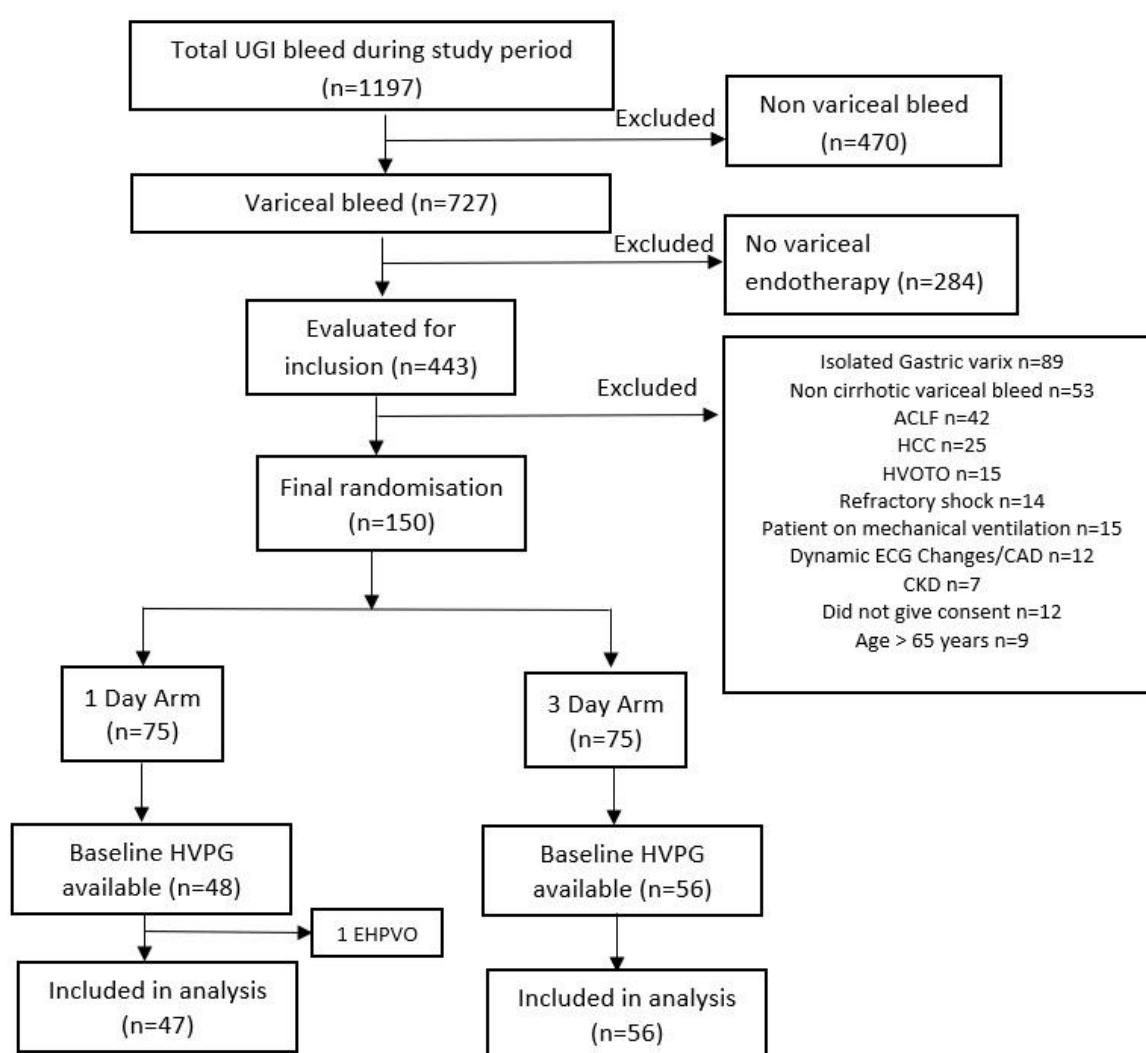 Total UGI bleed during study period
(n=1197)
Excluded
Non variceal bleed
(n=470)
Variceal bleed (n=727)
Excluded
No variceal
endotherapy (n=284)
Evaluated for
inclusion (n=443)
Excluded
Isolated Gastric varix n=89
Non cirrhotic variceal bleed n=53
ACLF n=42
HCC n=25
HVOTO n=15
Refractory shock n=14
Patient on mechanical ventilation n=15
Dynamic ECG Changes/CAD n=12
CKD n=7
Did not give consent n=12
Age > 65 years n=9
Final randomisation
(n=150)
1 Day Arm
(n=75)
3 Day Arm
(n=75)
Baseline HVPG
available (n=48)
Baseline HVPG
available (n=56)
1 EHPVO
Included in analysis
(n=47)
Included in analysis
(n=56)